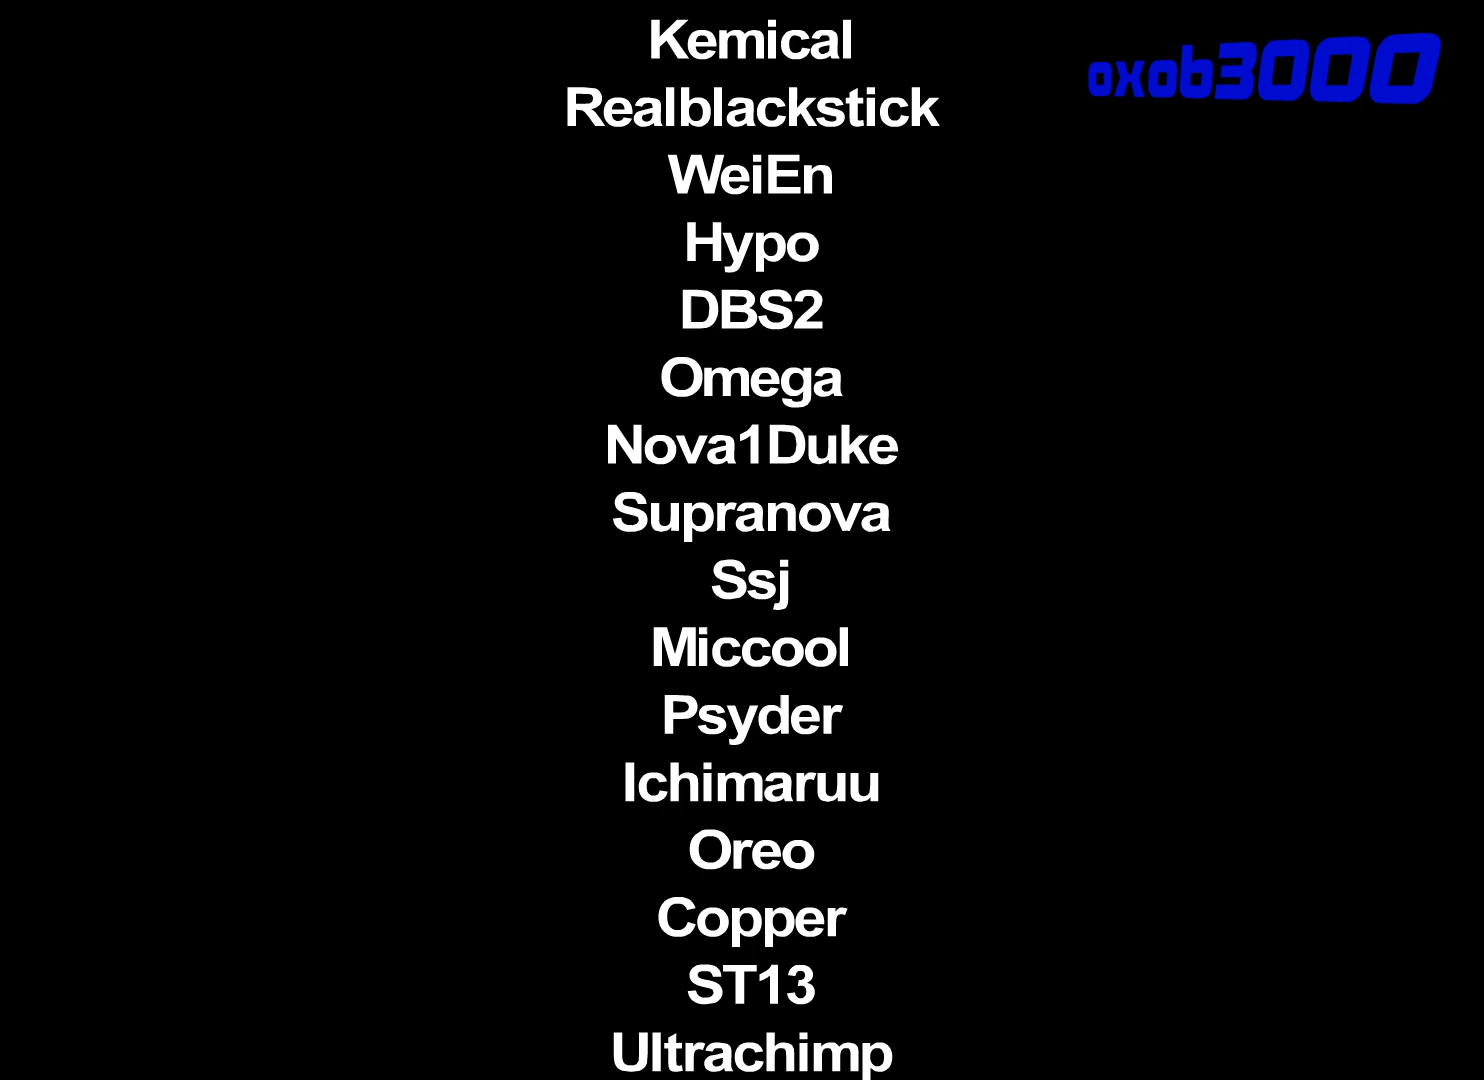 Kemical
oxob3000
Realblackstick
WeiEn
Hypo
DBS2
Omega
Nova1Duke
Supranova
Ssj
Miccool
Psyder
Ichimaruu
Oreo
Copper
ST13
Ultrachimp